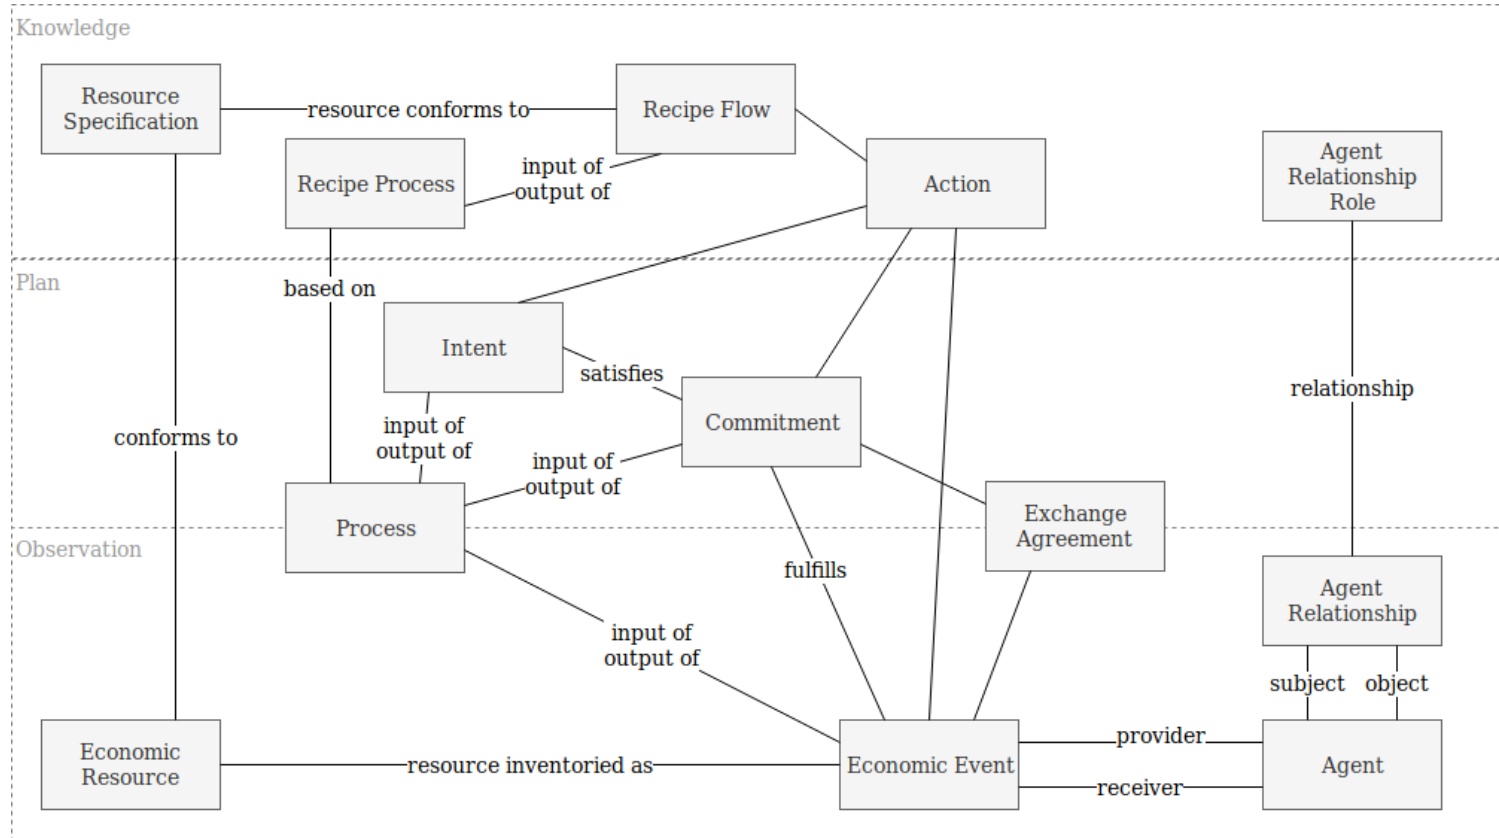 Knowledge
Resource
Specification
resource conforms to
Recipe Flow
Recipe Process
input of
output of
Action
Agent
Relationship
Role
Plan
based on
Intent
satisfies
Commitment
relationship
conforms to
input of
output of
input of
output of
Process
Exchange
Agreement
Observation
fulfills
Agent
Relationship
input of
output of
subject
object
Economic
Resource
resource inventoried as
Economic Event
provider
receiver
Agent